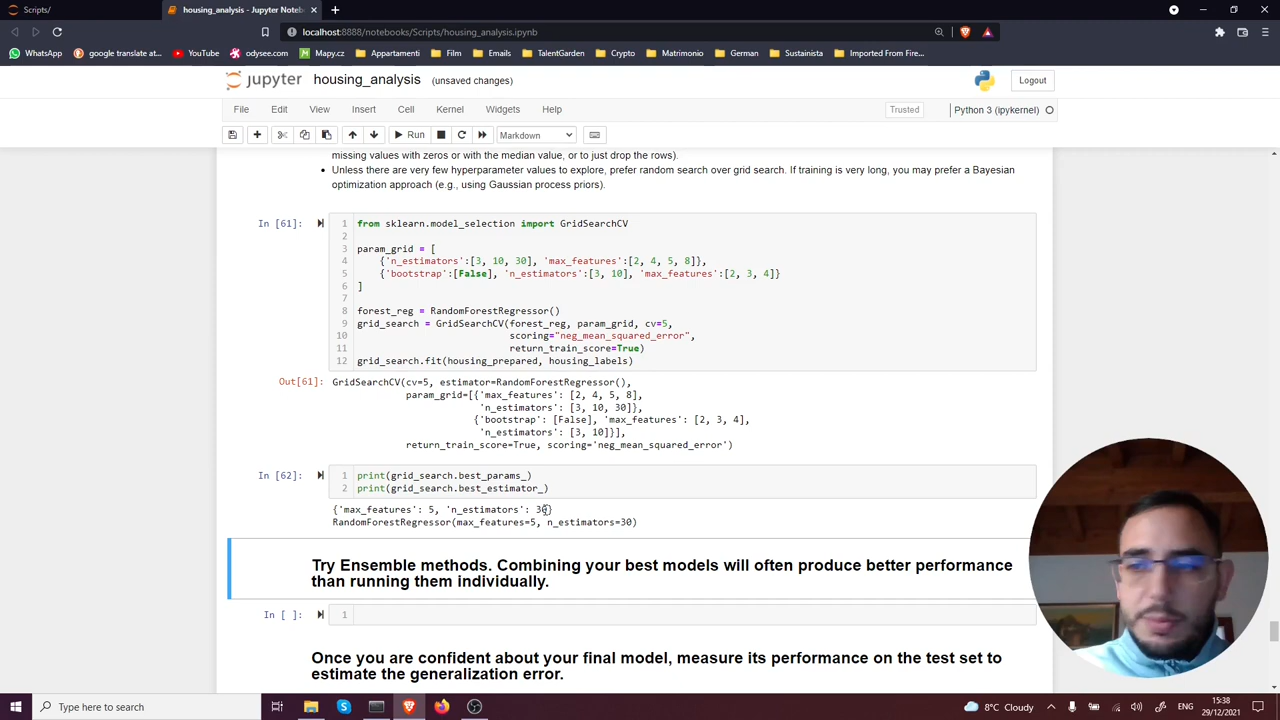 Scripts/
housing_analysis - Jupyter Noteb
localhost:8888/notebooks/Scripts/housing_analysis.ipynb
WhatsApp google translate at... YouTube odysee.com Mapy.cz Appartamenti Film Emails TalentGarden Crypto Matrimonio German Sustainista Imported From Fire...
jupyter housing_analysis (unsaved changes) Logout
File Edit View Insert Cell Kernel Widgets Help Trusted Python 3 (ipykernel)
Run Markdown
missing values with zeros or with the median value, or to just drop the rows).
• Unless there are very few hyperparameter values to explore, prefer random search over grid search. If training is very long, you may prefer a Bayesian
optimization approach (e.g., using Gaussian process priors).
In [61]: 1 from sklearn.model_selection import GridSearchCV
2
3 param_grid = [
4 {'n_estimators':[3, 10, 30], 'max_features':[2, 4, 5, 8]},
5 {'bootstrap':[False], 'n_estimators':[3, 10], 'max_features':[2, 3, 4]}
6 ]
7
8 forest_reg = RandomForestRegressor()
9 grid_search = GridSearchCV(forest_reg, param_grid, cv=5,
10 scoring="neg_mean_squared_error",
11 return_train_score=True)
12 grid_search.fit(housing_prepared, housing_labels)
Out[61]: GridSearchCV(cv=5, estimator=RandomForestRegressor(),
param_grid=[{'max_features': [2, 4, 5, 8],
'n_estimators': [3, 10, 30]},
{'bootstrap': [False], 'max_features': [2, 3, 4],
'n_estimators': [3, 10]}],
return_train_score=True, scoring='neg_mean_squared_error')
In [62]: 1 print(grid_search.best_params_)
2 print(grid_search.best_estimator_)
{'max_features': 5, 'n_estimators': 30}
RandomForestRegressor(max_features=5, n_estimators=30)
Try Ensemble methods. Combining your best models will often produce better performance
than running them individually.
In [ ]: 1
Once you are confident about your final model, measure its performance on the test set to
estimate the generalization error.
Type here to search
8°C Cloudy
15:38
29/12/2021